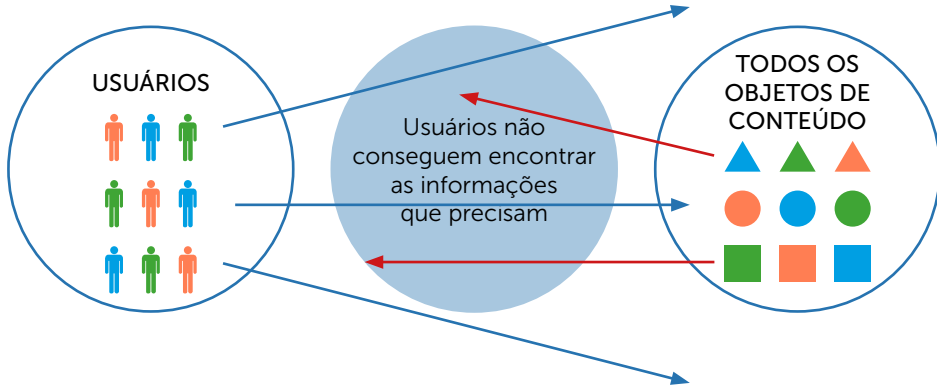 USUÁRIOS
Usuários não
conseguem encontrar
as informações
que precisam
TODOS OS
OBJETOS DE
CONTEÚDO